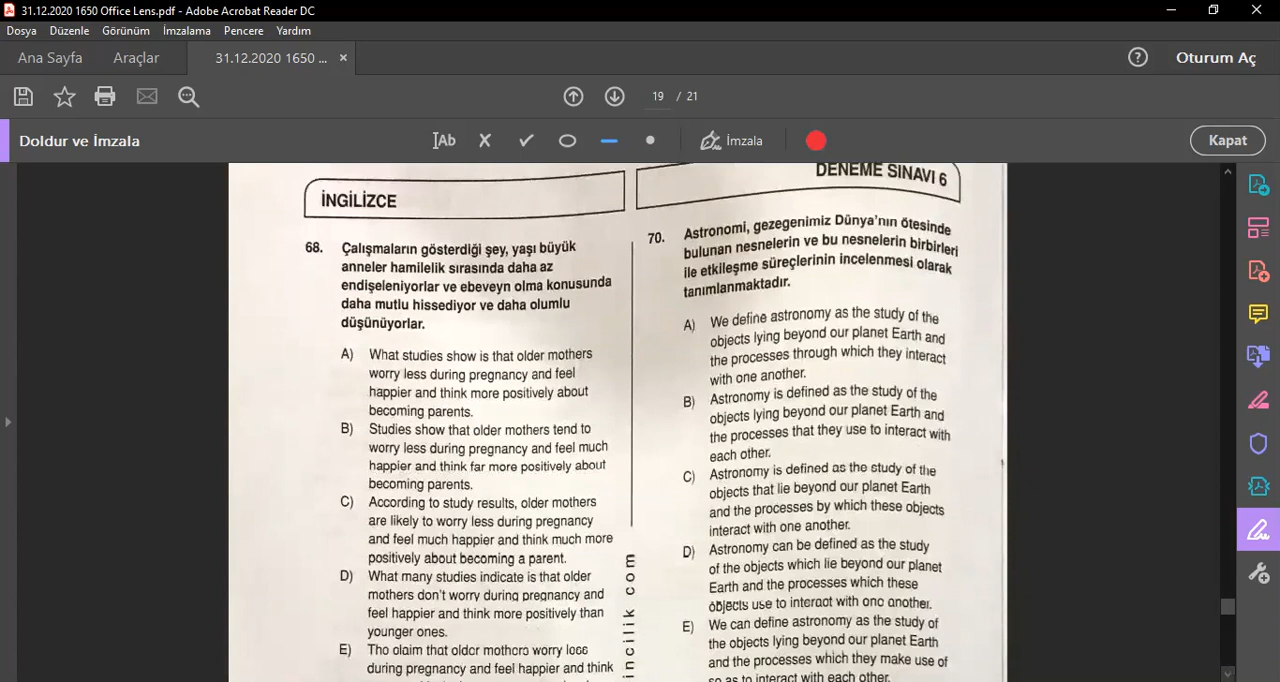 31.12.2020 1650 Office Lens.pdf - Adobe Acrobat Reader DC
Dosya Düzenle Görünüm İmzalama Pencere Yardım
Ana Sayfa Araçlar 31.12.2020 1650 ... × ? Oturum Aç
19 / 21
Doldur ve İmzala IAb İmzala Kapat
İNGİLİZCE
68. Çalışmaların gösterdiği şey, yaşı büyük
anneler hamilelik sırasında daha az
endişeleniyorlar ve ebeveyn olma konusunda
daha mutlu hissediyor ve daha olumlu
düşünüyorlar.
A) What studies show is that older mothers
worry less during pregnancy and feel
happier and think more positively about
becoming parents.
B) Studies show that older mothers tend to
worry less during pregnancy and feel much
happier and think far more positively about
becoming parents.
C) According to study results, older mothers
are likely to worry less during pregnancy
and feel much happier and think much more
positively about becoming a parent.
D) What many studies indicate is that older
mothers don't worry during pregnancy and
feel happier and think more positively than
younger ones.
E) The claim that older mothers worry less
during pregnancy and feel happier and think
incilik com
DENEME SINAVI 6
70. Astronomi, gezegenimiz Dünya'nın ötesinde
bulunan nesnelerin ve bu nesnelerin birbirleri
ile etkileşme süreçlerinin incelenmesi olarak
tanımlanmaktadır.
A) We define astronomy as the study of the
objects lying beyond our planet Earth and
the processes through which they interact
with one another.
B) Astronomy is defined as the study of the
objects lying beyond our planet Earth and
the processes that they use to interact with
each other.
C) Astronomy is defined as the study of the
objects that lie beyond our planet Earth
and the processes by which these objects
interact with one another.
D) Astronomy can be defined as the study
of the objects which lie beyond our planet
Earth and the processes which these
objects use to interact with one another.
E) We can define astronomy as the study of
the objects lying beyond our planet Earth
and the processes which they make use of
so as to interact with each other.